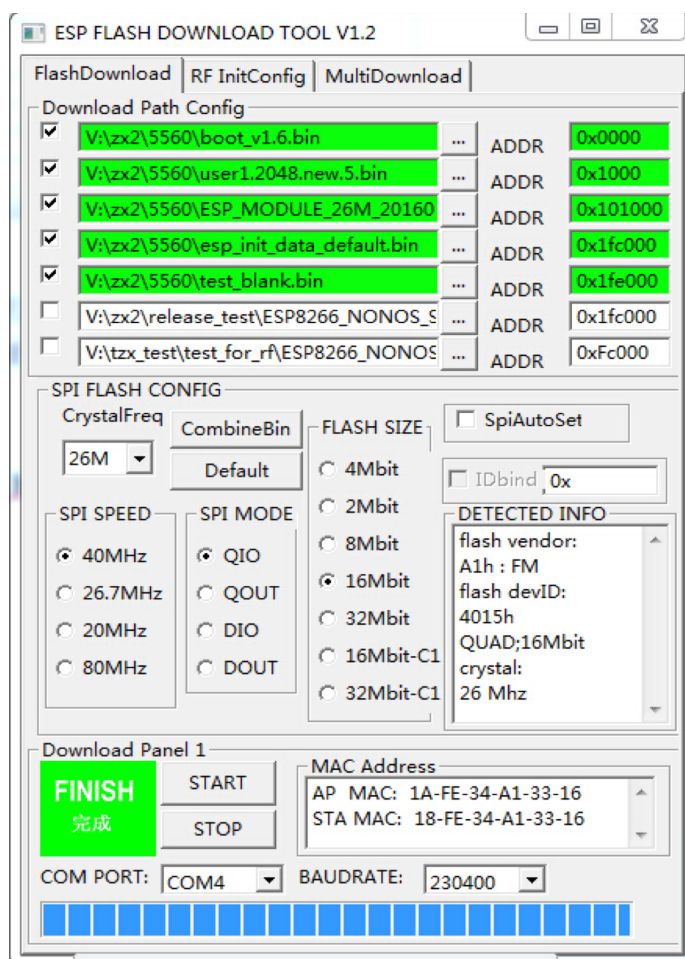 ESP FLASH DOWNLOAD TOOL V1.2
FlashDownload RF InitConfig MultiDownload
Download Path Config
V:\zx2\5560\boot_v1.6.bin ... ADDR 0x0000
V:\zx2\5560\user1.2048.new.5.bin ... ADDR 0x1000
V:\zx2\5560\ESP_MODULE_26M_20160 ... ADDR 0x101000
V:\zx2\5560\esp_init_data_default.bin ... ADDR 0x1fc000
V:\zx2\5560\test_blank.bin ... ADDR 0x1fe000
V:\zx2\release_test\ESP8266_NONOS_S ... ADDR 0x1fc000
V:\tzx_test\test_for_rf\ESP8266_NONOS ... ADDR 0xFc000
SPI FLASH CONFIG
CrystalFreq
26M
CombineBin
Default
SPI SPEED
40MHz
26.7MHz
20MHz
80MHz
SPI MODE
QIO
QOUT
DIO
DOUT
FLASH SIZE
4Mbit
2Mbit
8Mbit
16Mbit
32Mbit
16Mbit-C1
32Mbit-C1
SpiAutoSet
IDbind 0x
DETECTED INFO
flash vendor:
A1h : FM
flash devID:
4015h
QUAD;16Mbit
crystal:
26 Mhz
Download Panel 1
FINISH
完成
START
STOP
MAC Address
AP MAC: 1A-FE-34-A1-33-16
STA MAC: 18-FE-34-A1-33-16
COM PORT: COM4 BAUDRATE: 230400